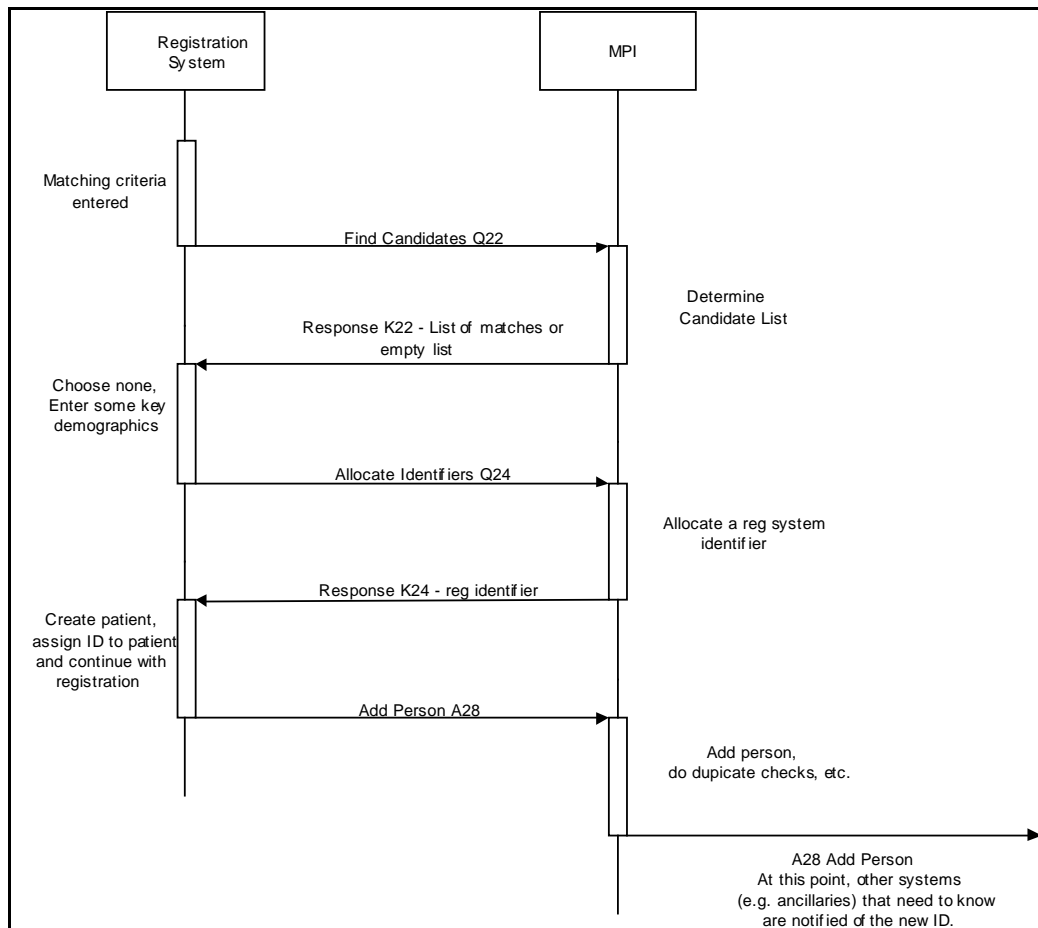 Registration
System
MPI
Matching criteria
entered
Find Candidates Q22
Determine
Candidate List
Response K22 - List of matches or
empty list
Choose none,
Enter some key
demographics
Allocate Identifiers Q24
Allocate a reg system
identifier
Response K24 - reg identifier
Create patient,
assign ID to patient
and continue with
registration
Add Person A28
Add person,
do dupicate checks, etc.
A28 Add Person
At this point, other systems
(e.g. ancillaries) that need to know
are notified of the new ID.